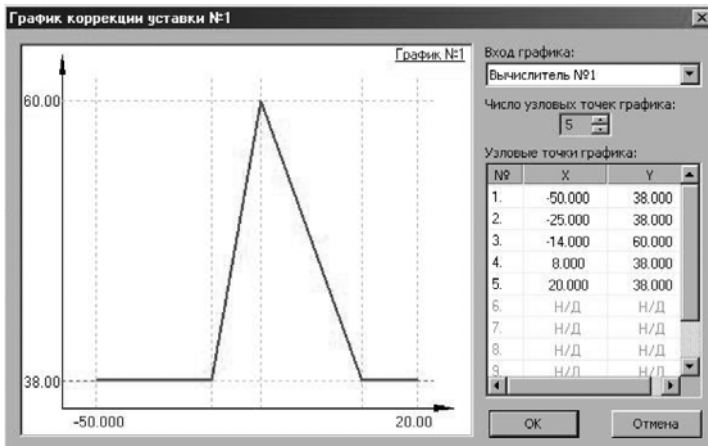 График коррекции уставки №1
График №1
60.00
38.00
-50.000 20.00
Вход графика:
Вычислитель №1
Число узловых точек графика:
5
Узловые точки графика:
№ X Y
1. -50.000 38.000
2. -25.000 38.000
3. -14.000 60.000
4. 8.000 38.000
5. 20.000 38.000
6. Н/Д Н/Д
7. Н/Д Н/Д
8. Н/Д Н/Д
9. Н/Д Н/Д
OK Отмена